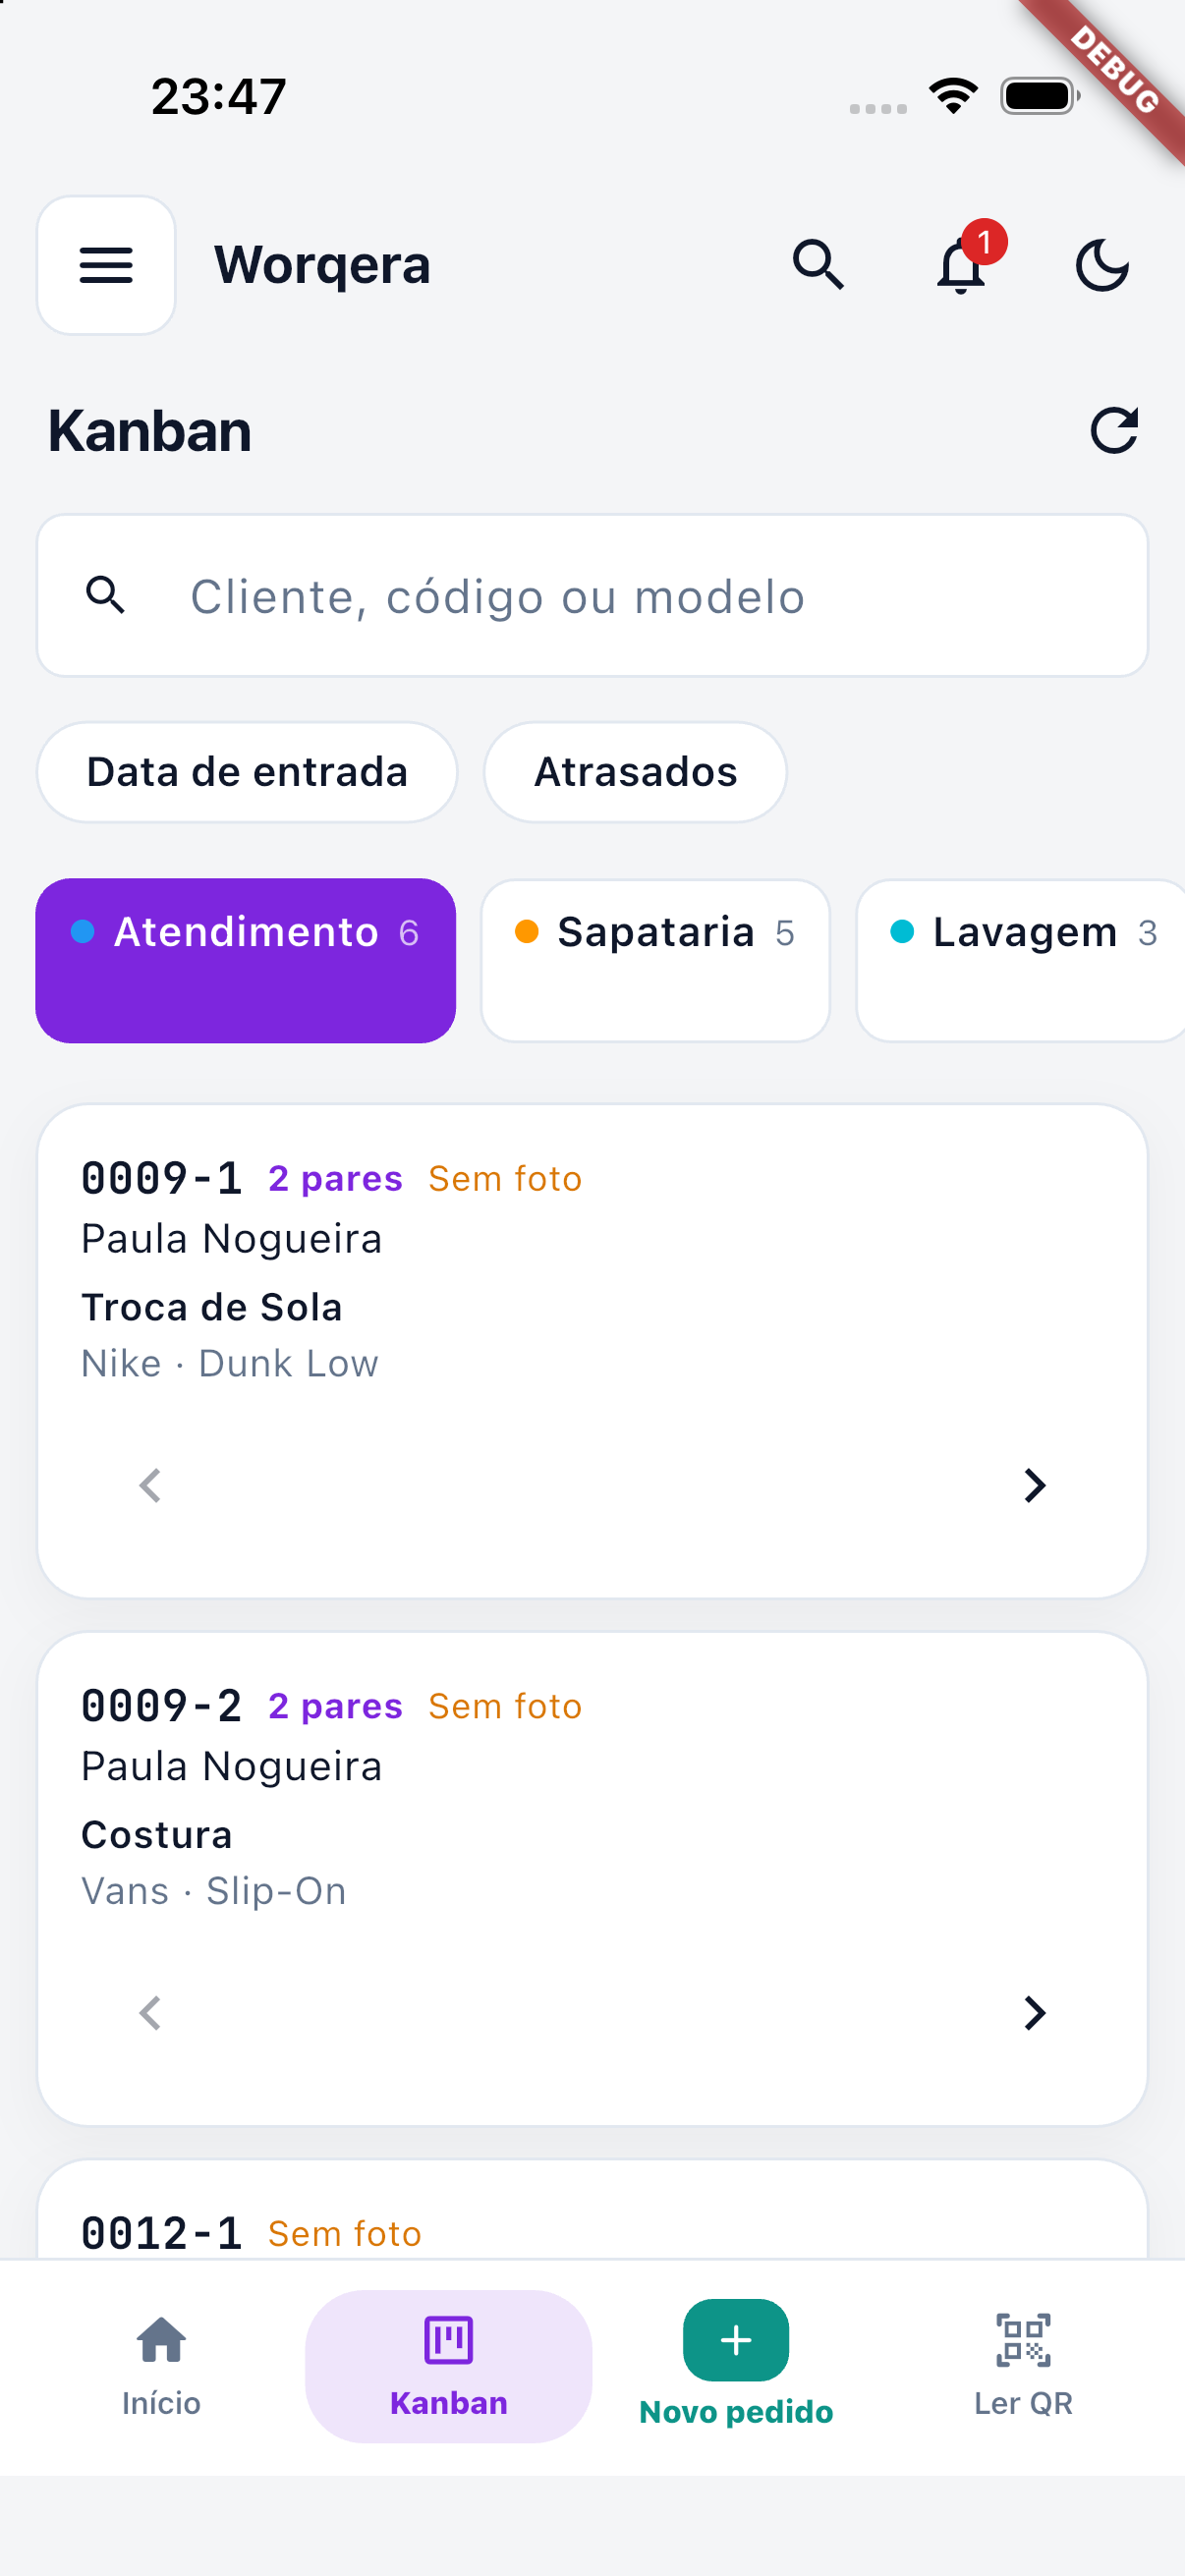 23:47
DEBUG
Worqera
1
Kanban
Cliente, código ou modelo
Data de entrada Atrasados
Atendimento 6 Sapataria 5 Lavagem 3
0009-1 2 pares Sem foto
Paula Nogueira
Troca de Sola
Nike · Dunk Low
0009-2 2 pares Sem foto
Paula Nogueira
Costura
Vans · Slip-On
0012-1 Sem foto
Início Kanban Novo pedido Ler QR